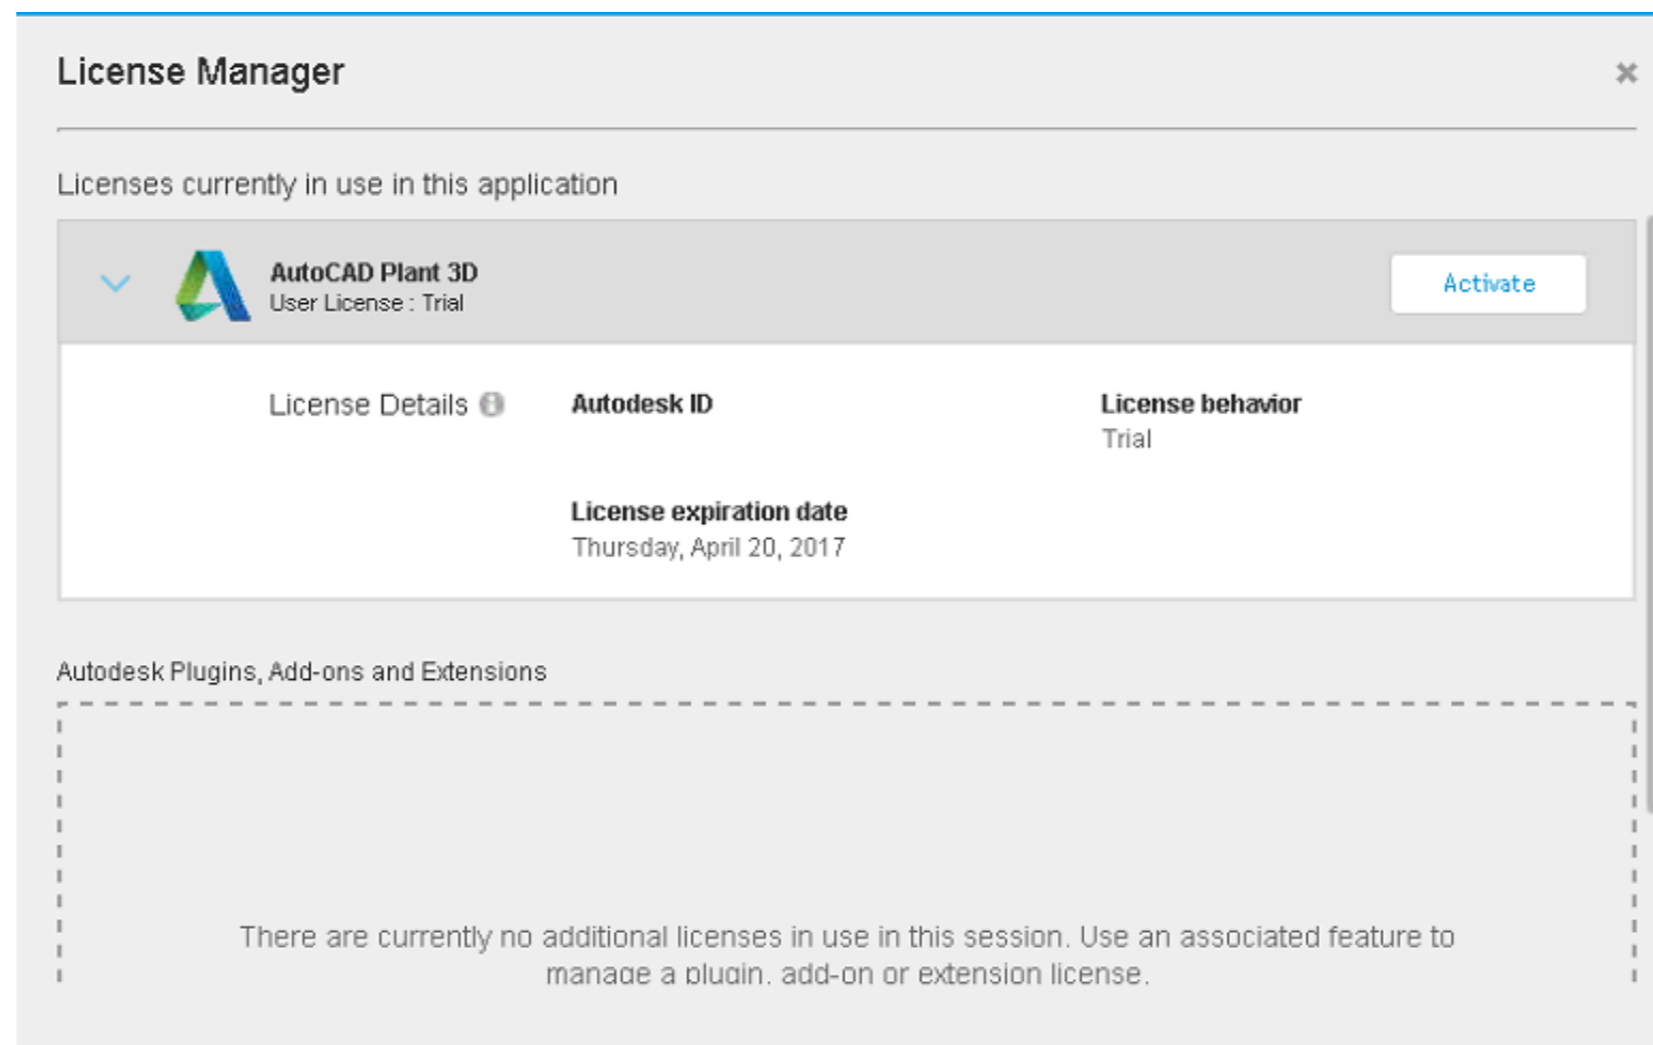 License Manager
Licenses currently in use in this application
AutoCAD Plant 3D
User License : Trial
Activate
License Details
Autodesk ID
License behavior
Trial
License expiration date
Thursday, April 20, 2017
Autodesk Plugins, Add-ons and Extensions
There are currently no additional licenses in use in this session. Use an associated feature to
manage a plugin, add-on or extension license.